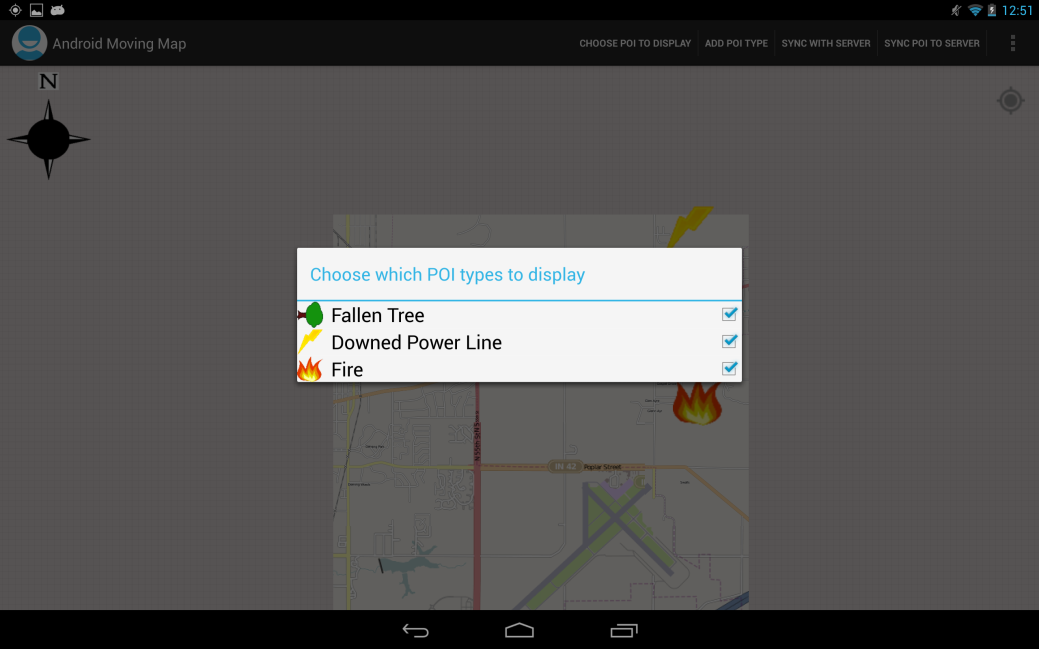 12:51
Android Moving Map
CHOOSE POI TO DISPLAY
ADD POI TYPE
SYNC WITH SERVER
SYNC POI TO SERVER
N
Choose which POI types to display
Fallen Tree
Downed Power Line
Fire
IN 42
Poplar Street